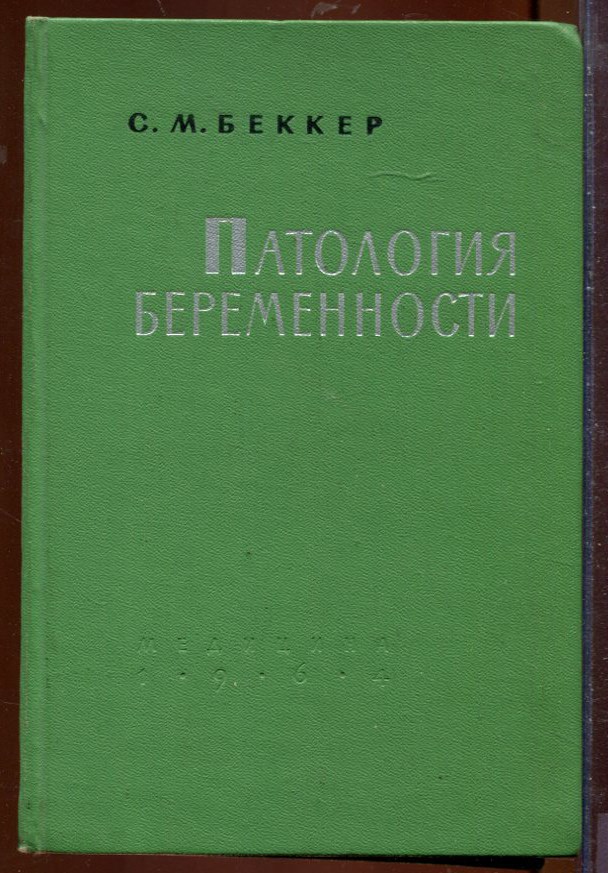 С. М. БЕККЕР
ПАТОЛОГИЯ
БЕРЕМЕННОСТИ
МЕДИЦИНА
1·9·6·4